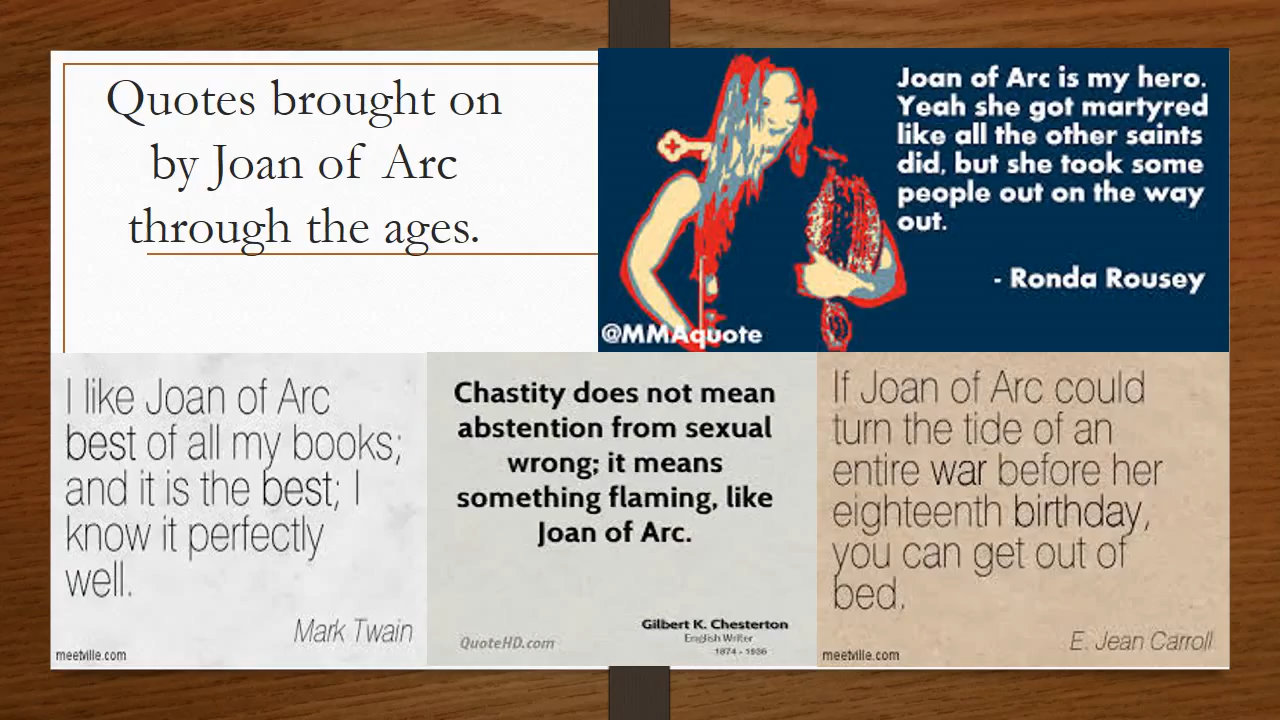 Quotes brought on
by Joan of Arc
through the ages.
Joan of Arc is my hero.
Yeah she got martyred
like all the other saints
did, but she took some
people out on the way
out.
- Ronda Rousey
@MMAquote
I like Joan of Arc
best of all my books;
and it is the best; I
know it perfectly
well.
Mark Twain
meetville.com
Chastity does not mean
abstention from sexual
wrong; it means
something flaming, like
Joan of Arc.
Gilbert K. Chesterton
English Writer
1874 - 1936
QuoteHD.com
If Joan of Arc could
turn the tide of an
entire war before her
eighteenth birthday,
you can get out of
bed.
E. Jean Carroll
meetville.com